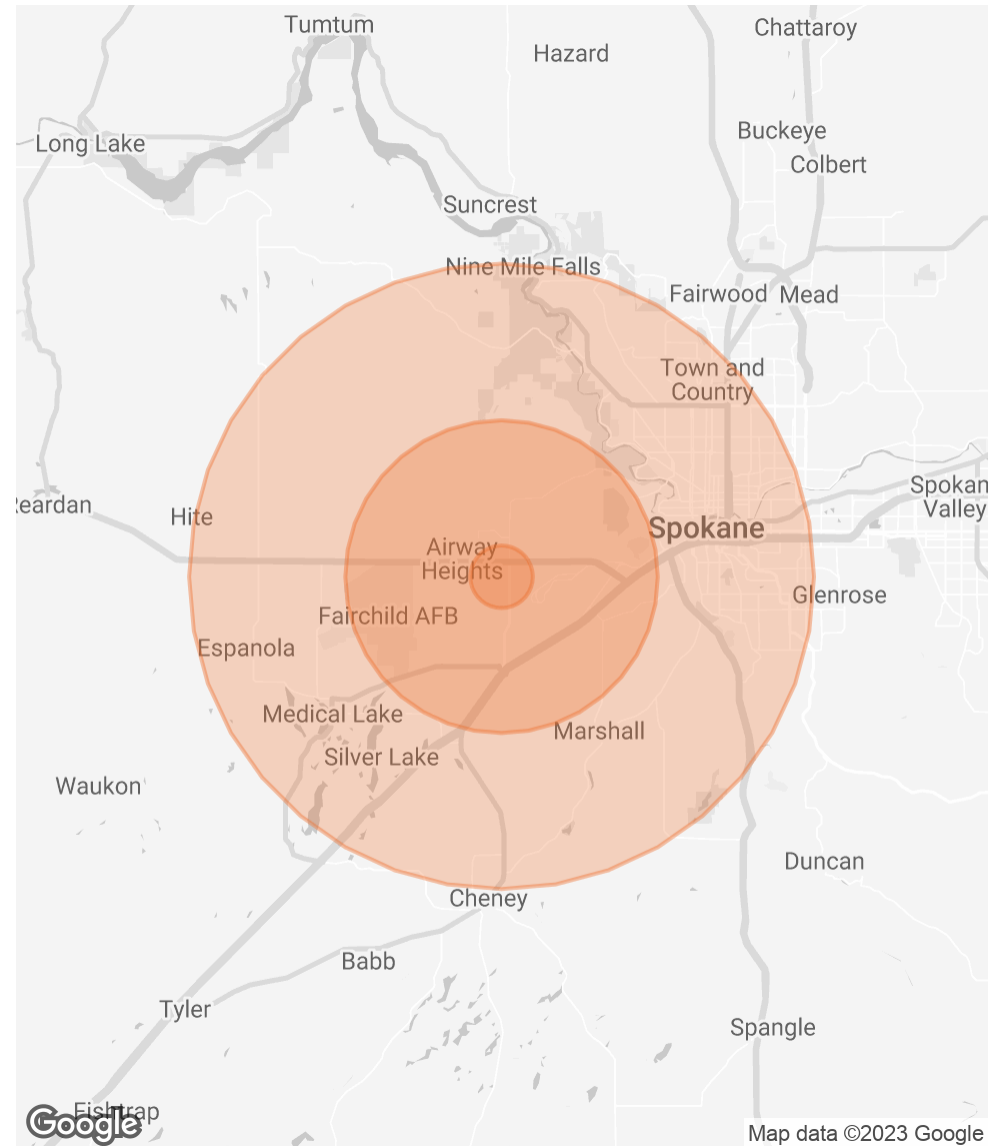 Tumtum
Chattaroy
Hazard
Buckeye
Long Lake
Colbert
Suncrest
Nine Mile Falls
Fairwood
Mead
Town and
Country
Reardan
Hite
Spokan
Valley
Spokane
Airway
Heights
Glenrose
Fairchild AFB
Espanola
Medical Lake
Marshall
Silver Lake
Waukon
Duncan
Cheney
Babb
Tyler
Spangle
Fishtrap
Google
Map data ©2023 Google